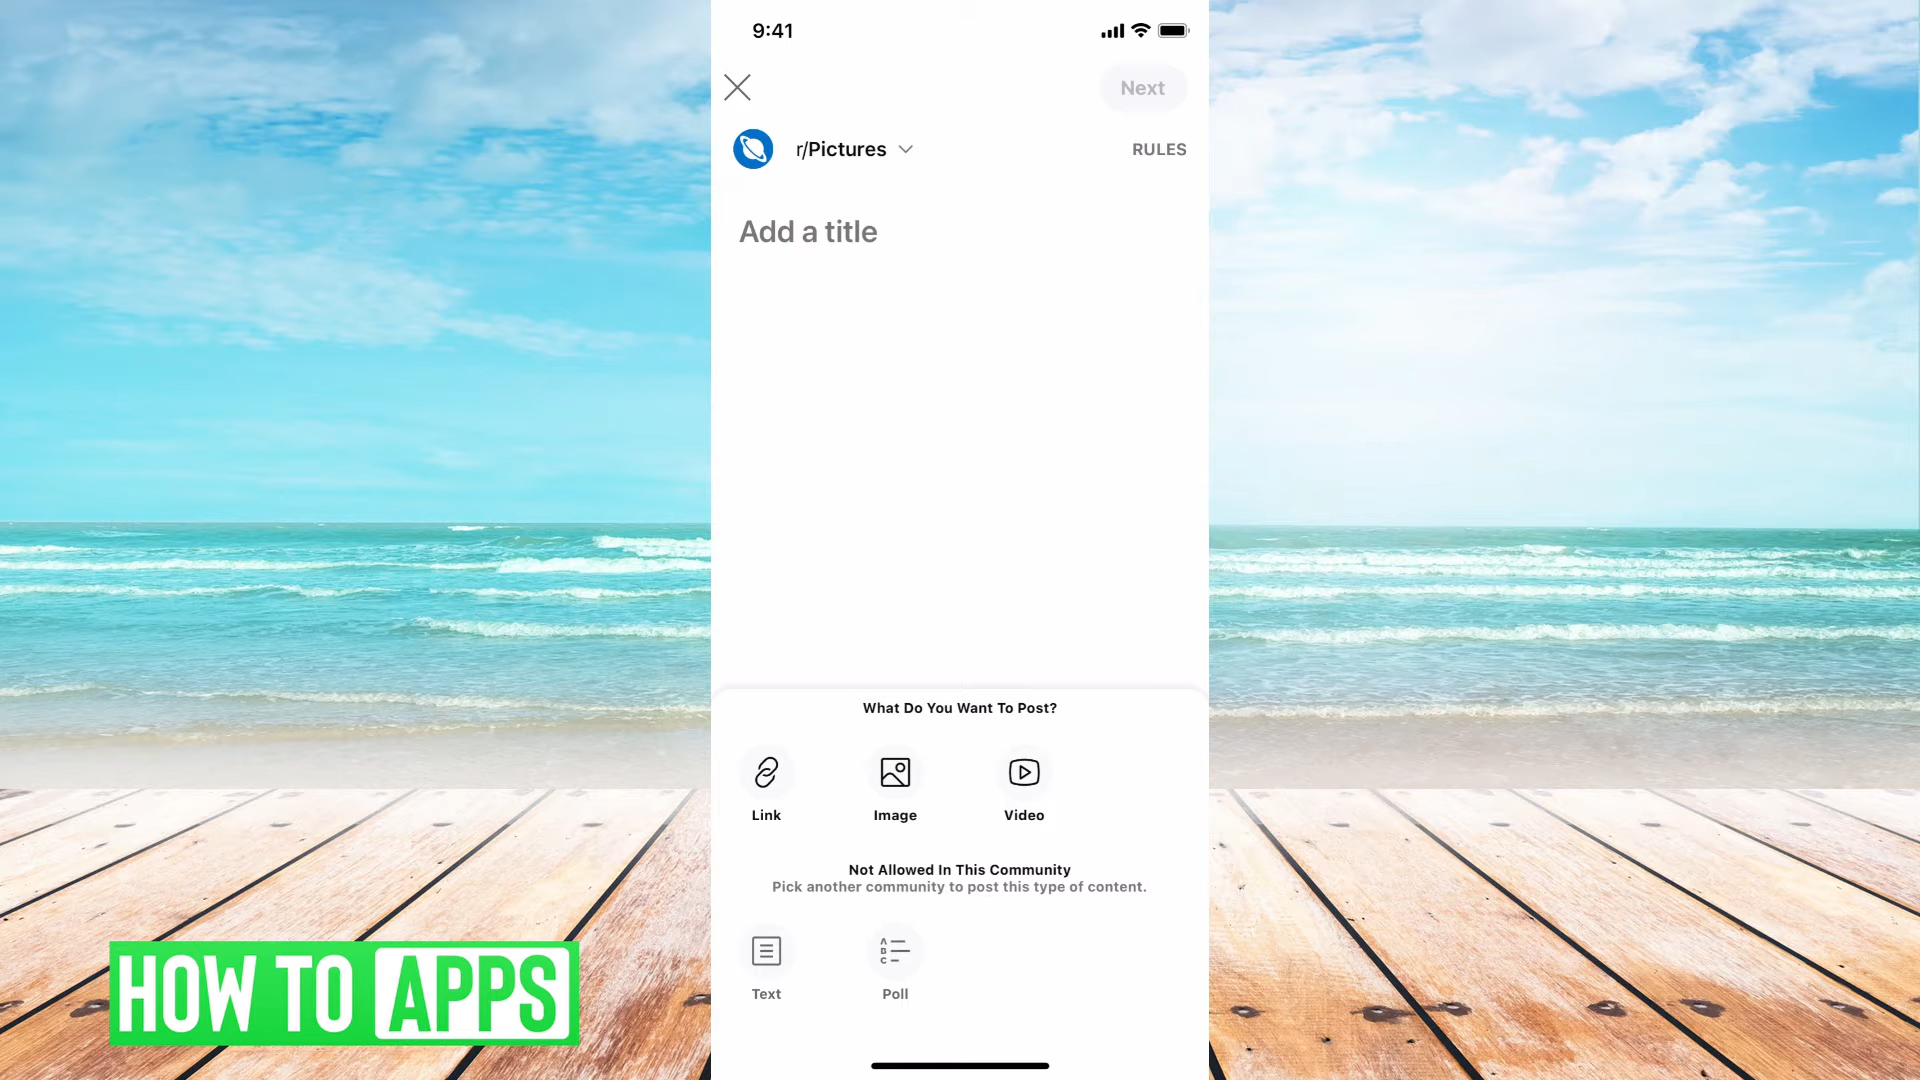 9:41
Next
r/Pictures
RULES
Add a title
What Do You Want To Post?
Link
Image
Video
Not Allowed In This Community
Pick another community to post this type of content.
Text
A
B
C
Poll
HOW TO APPS